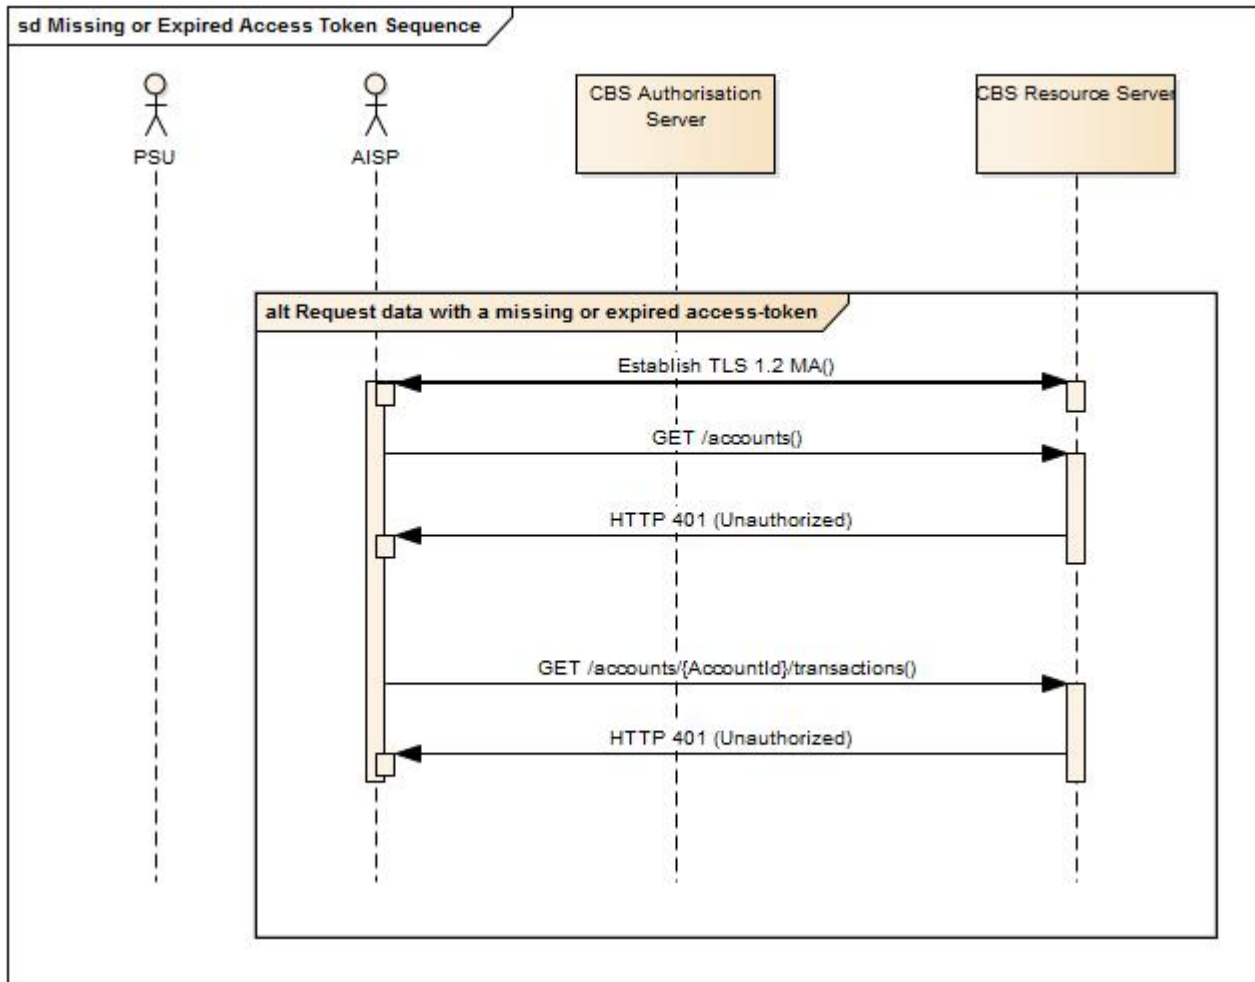 sd Missing or Expired Access Token Sequence
PSU
AISP
CBS Authorisation
Server
CBS Resource Server
alt Request data with a missing or expired access-token
Establish TLS 1.2 MA()
GET /accounts()
HTTP 401 (Unauthorized)
GET /accounts/{AccountId}/transactions()
HTTP 401 (Unauthorized)